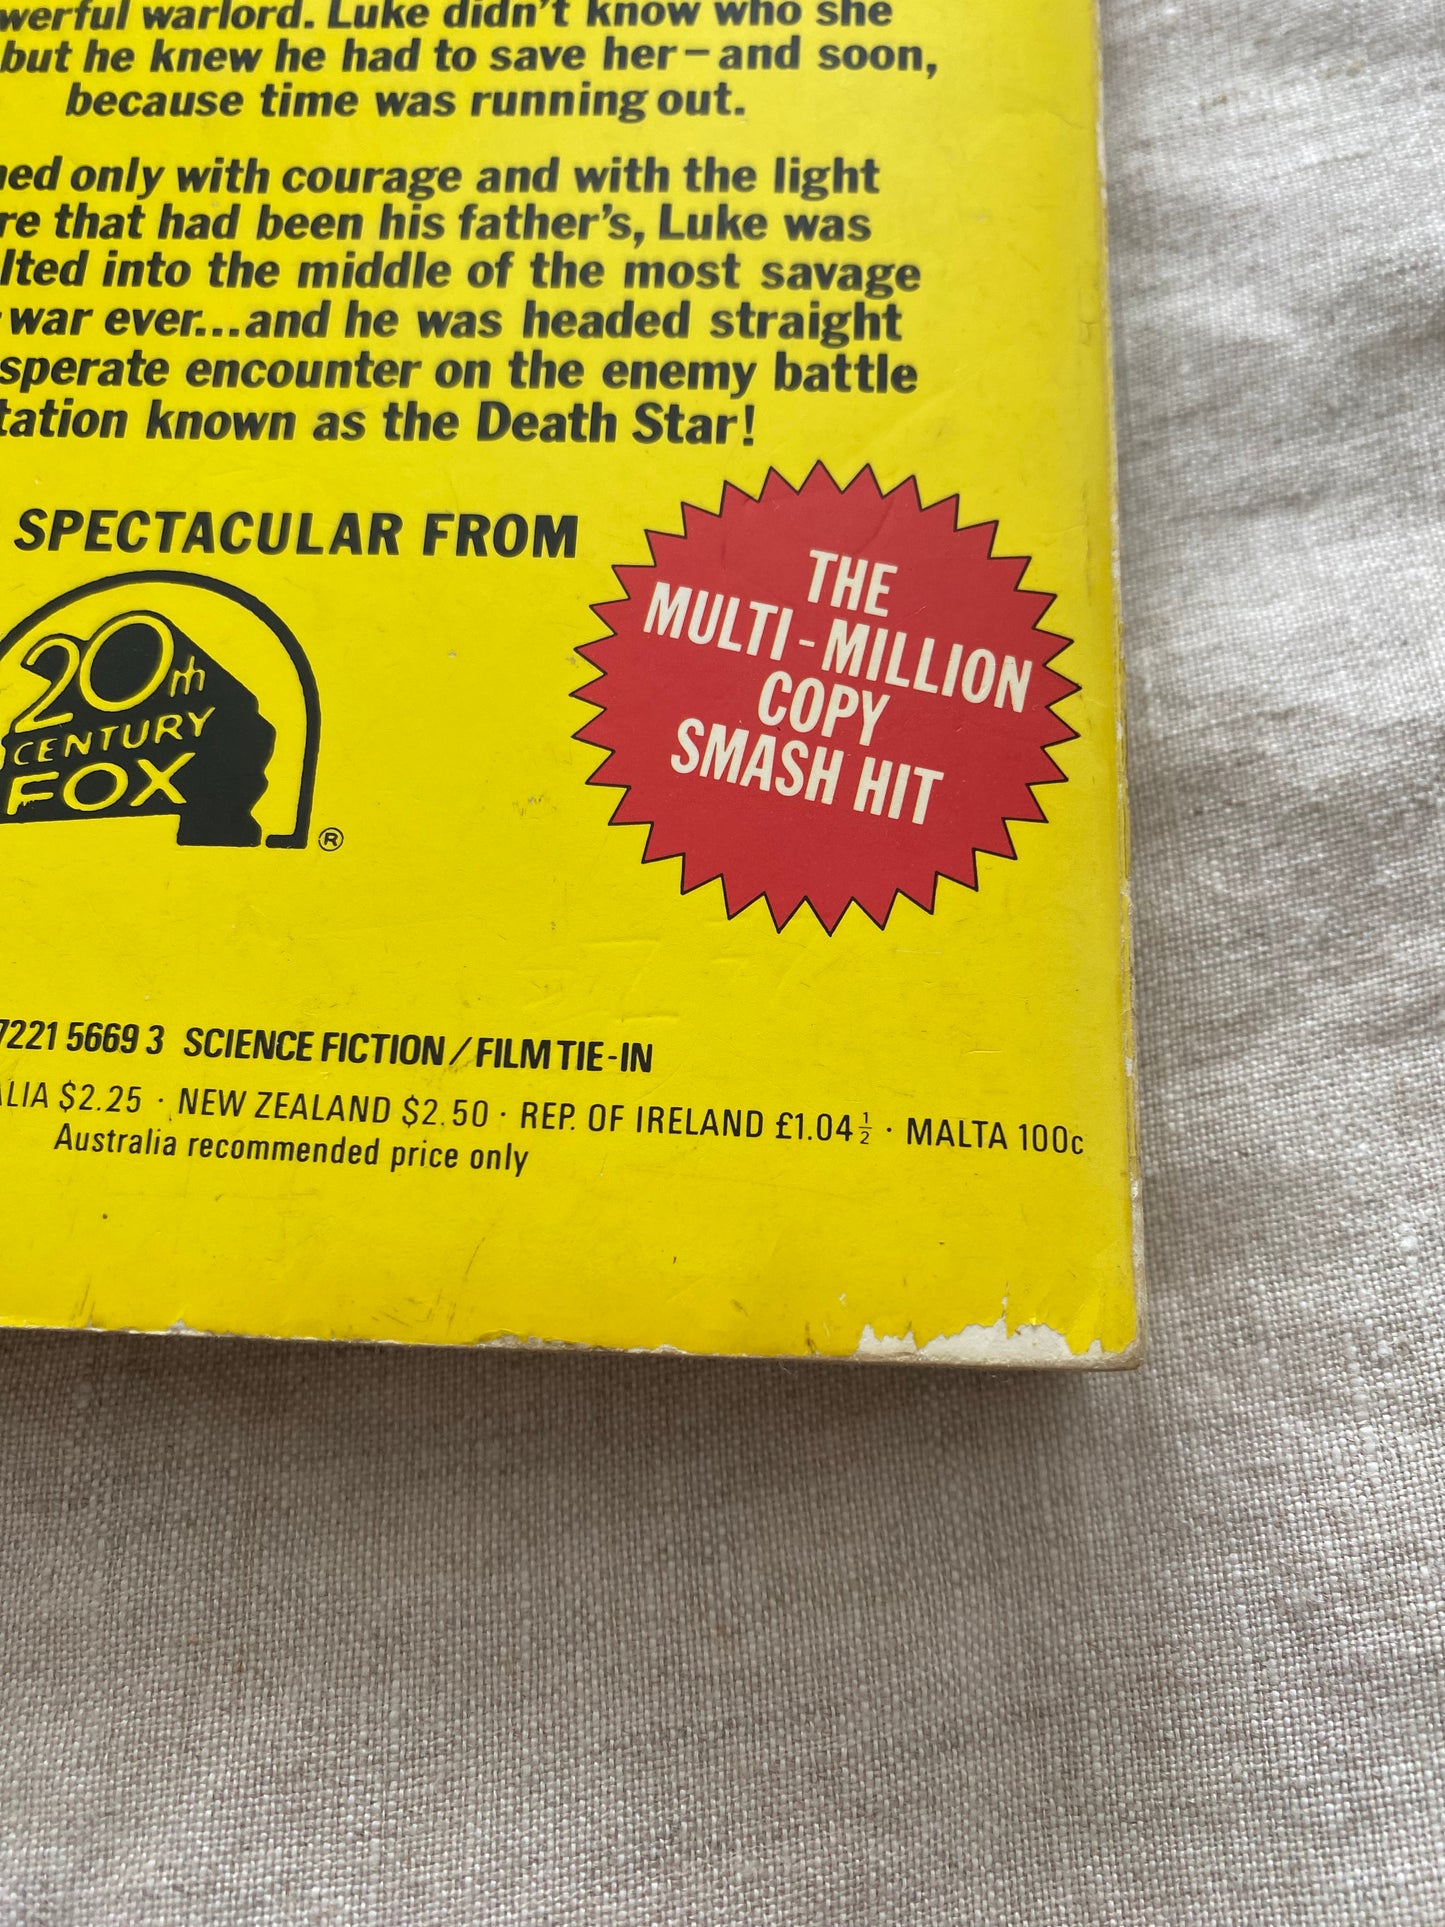 werful warlord. Luke didn't know who she
but he knew he had to save her – and soon,
because time was running out.
ned only with courage and with the light
re that had been his father's, Luke was
lted into the middle of the most savage
-war ever...and he was headed straight
sperate encounter on the enemy battle
tation known as the Death Star!
SPECTACULAR FROM
20th
CENTURY
FOX
®
THE
MULTI-MILLION
COPY
SMASH HIT
7221 5669 3 SCIENCE FICTION/FILM TIE-IN
ALIA $2.25 · NEW ZEALAND $2.50 · REP. OF IRELAND £1.04½ · MALTA 100c
Australia recommended price only